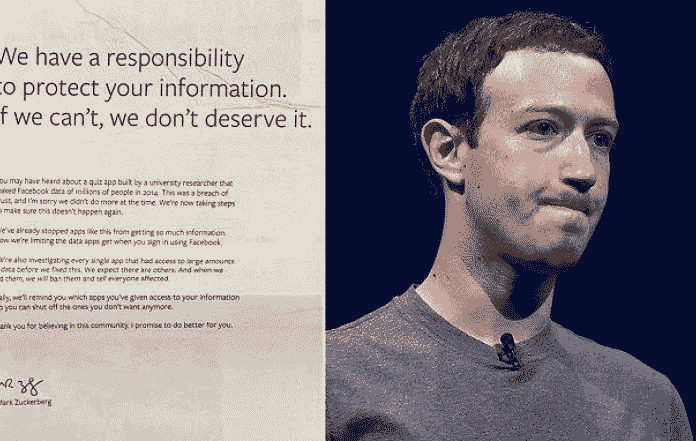 We have a responsibility
to protect your information.
f we can't, we don't deserve it.
ou may have heard about a quiz app built by a university researcher that
aked Facebook data of millions of people in 2014. This was a breach of
ust, and I'm sorry we didn't do more at the time. We're now taking steps
make sure this doesn't happen again.
e've already stopped apps like this from getting so much information.
ow we're limiting the data apps get when you sign in using Facebook.
e're also investigating every single app that had access to large amounts
data before we fixed this. We expect there are others. And when we
d them, we will ban them and tell everyone affected.
ally, we'll remind you which apps you've given access to your information
o you can shut off the ones you don't want anymore.
ank you for believing in this community. I promise to do better for you.
Mark Zuckerberg